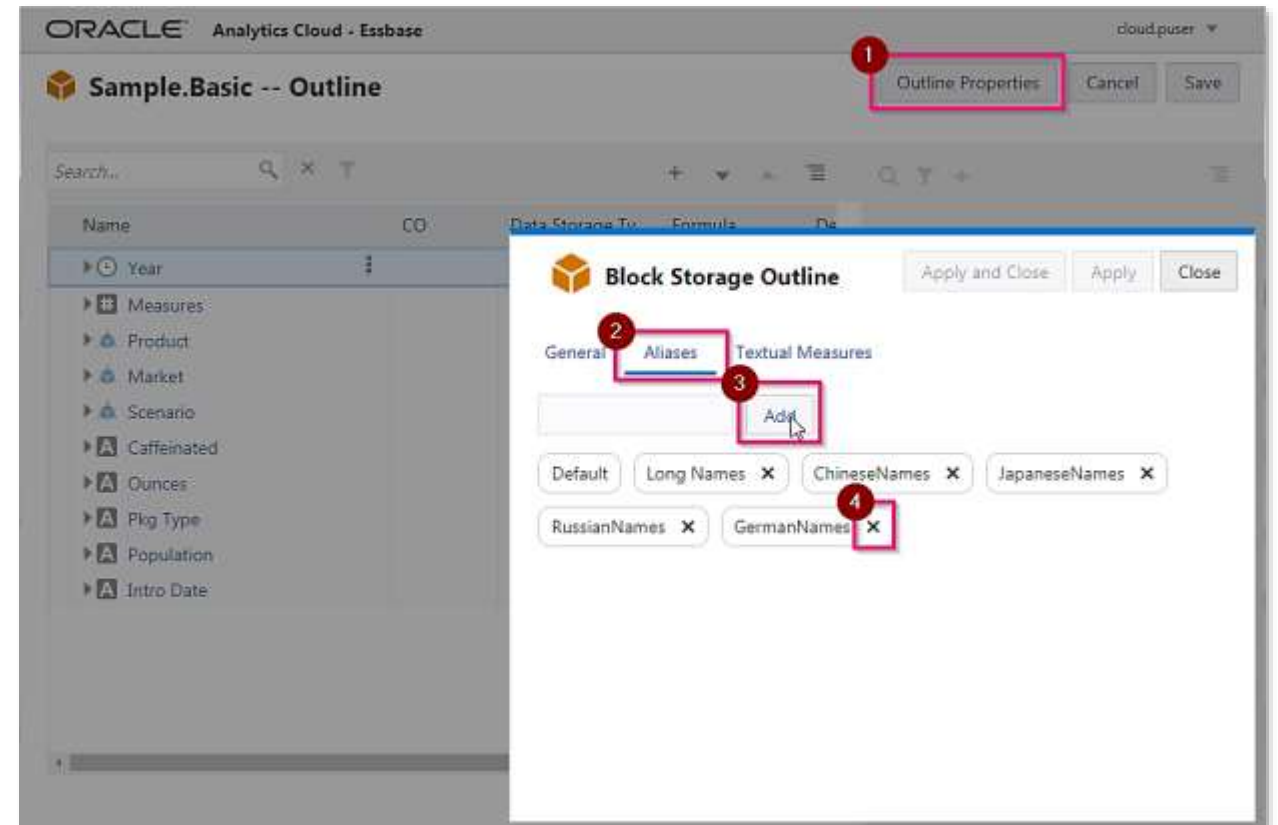 ORACLE Analytics Cloud - Essbase cloud.puser
1
Sample.Basic -- Outline Outline Properties Cancel Save
Search...
Name CO Data Storage Ty Formula De
Year
Measures
Product
Market
Scenario
Caffeinated
Ounces
Pkg Type
Population
Intro Date
Block Storage Outline Apply and Close Apply Close
2
General Aliases Textual Measures
3
Add
Default Long Names ChineseNames JapaneseNames
4
RussianNames GermanNames